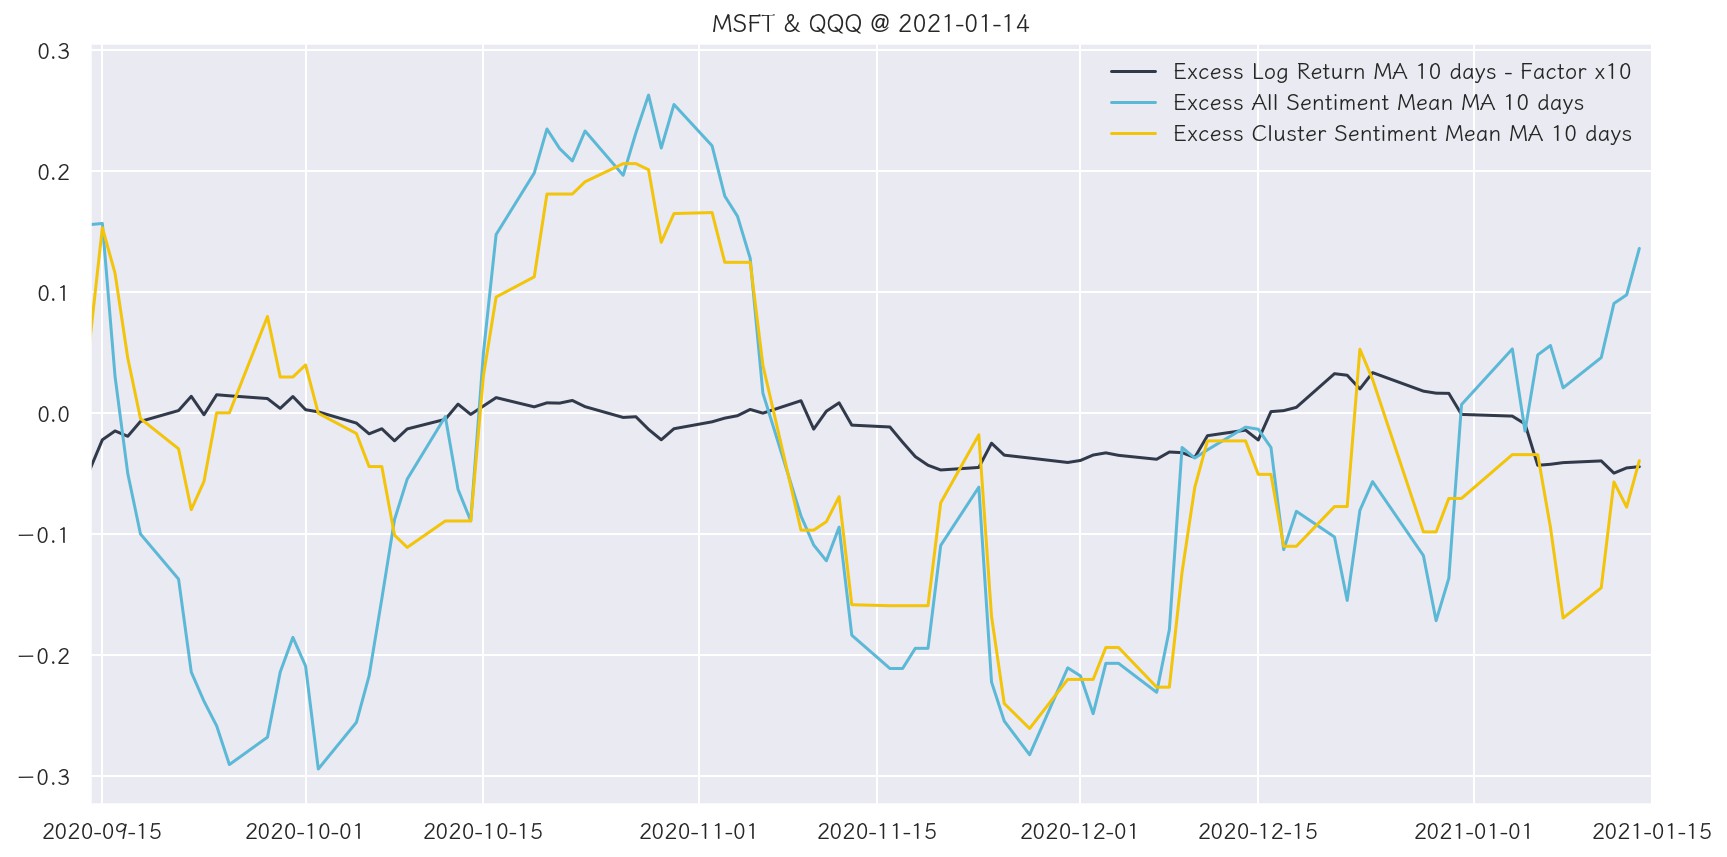 MSFT & QQQ @ 2021-01-14
Excess Log Return MA 10 days - Factor x10
Excess All Sentiment Mean MA 10 days
Excess Cluster Sentiment Mean MA 10 days
0.3
0.2
0.1
0.0
−0.1
−0.2
−0.3
2020-09-15 2020-10-01 2020-10-15 2020-11-01 2020-11-15 2020-12-01 2020-12-15 2021-01-01 2021-01-15